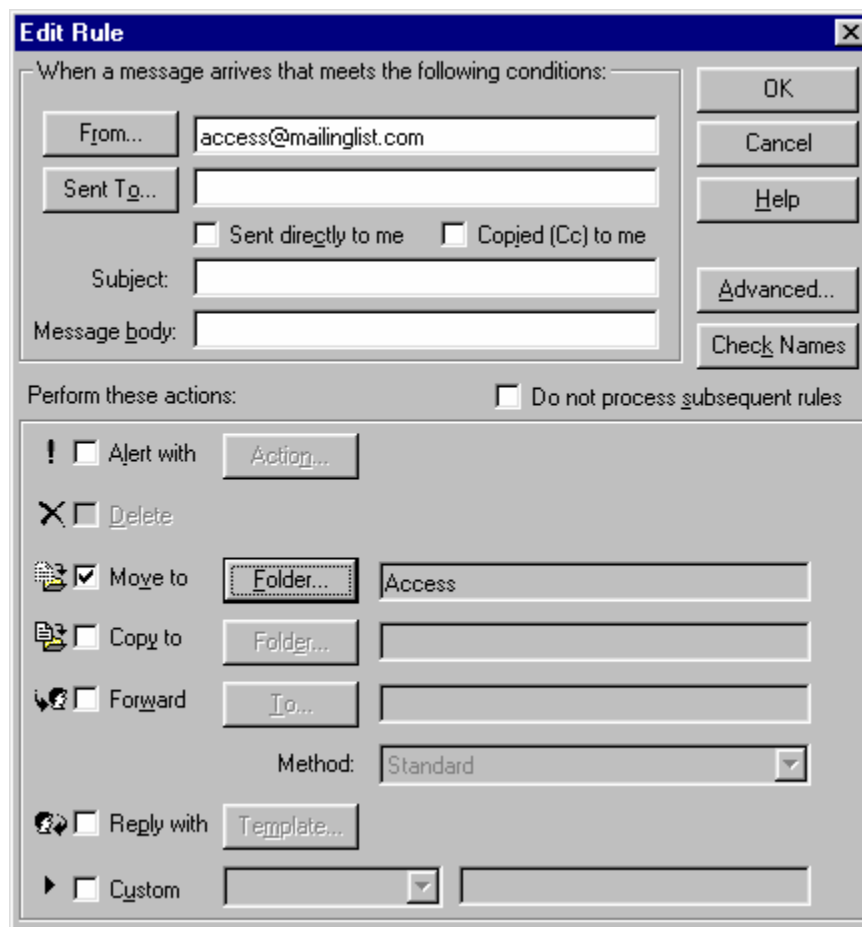 Edit Rule
When a message arrives that meets the following conditions:
OK
From... access@mailinglist.com
Cancel
Sent To...
Help
Sent directly to me Copied (Cc) to me
Subject:
Advanced...
Message body:
Check Names
Perform these actions: Do not process subsequent rules
Alert with Action...
Delete
Move to Folder... Access
Copy to Folder...
Forward To...
Method: Standard
Reply with Template...
Custom